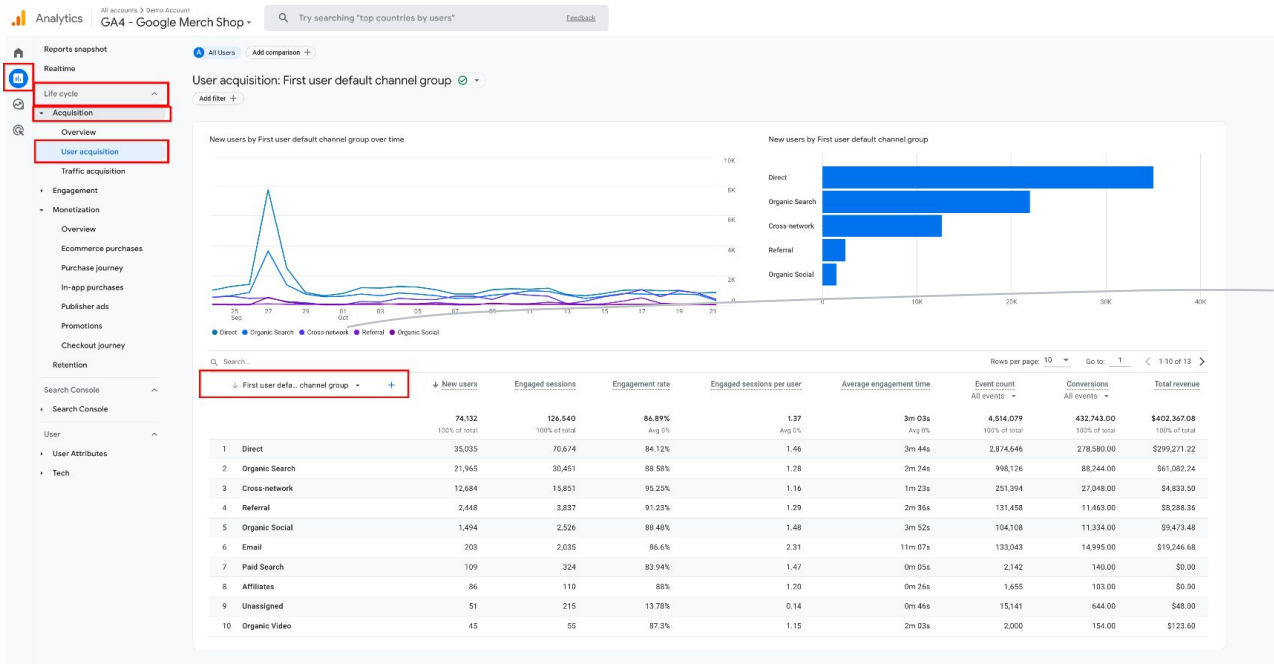 Analytics
All accounts > Demo Account
GA4 - Google Merch Shop
Try searching "top countries by users"
Feedback
Reports snapshot
Realtime
Life cycle
Acquisition
Overview
User acquisition
Traffic acquisition
Engagement
Monetization
Overview
Ecommerce purchases
Purchase journey
In-app purchases
Publisher ads
Promotions
Checkout journey
Retention
Search Console
Search Console
User
User Attributes
Tech
A All Users Add comparison +
User acquisition: First user default channel group
Add filter +
New users by First user default channel group over time
10K
8K
6K
4K
2K
0
25 27 29 01 03 05 07 09 11 13 15 17 19 21
Sep Oct
Direct Organic Search Cross-network Referral Organic Social
New users by First user default channel group
Direct
Organic Search
Cross-network
Referral
Organic Social
0 10K 20K 30K 40K
Search... Rows per page: 10 Go to: 1 < 1-10 of 13 >
↓ First user defa... channel group + ↓ New users Engaged sessions Engagement rate Engaged sessions per user Average engagement time Event count Conversions Total revenue
All events All events
74,132 126,540 86.89% 1.37 3m 03s 4,514,079 432,743.00 $402,367.08
100% of total 100% of total Avg 0% Avg 0% Avg 0% 100% of total 100% of total 100% of total
1 Direct 35,035 70,674 84.12% 1.46 3m 44s 2,874,646 278,580.00 $299,271.22
2 Organic Search 21,965 30,451 88.58% 1.28 2m 24s 998,126 88,244.00 $61,082.24
3 Cross-network 12,684 15,851 95.25% 1.16 1m 23s 251,394 27,048.00 $4,833.50
4 Referral 2,448 3,837 91.23% 1.29 2m 36s 131,458 11,463.00 $8,288.36
5 Organic Social 1,494 2,526 88.48% 1.48 3m 52s 104,108 11,334.00 $9,473.48
6 Email 203 2,035 86.6% 2.31 11m 07s 133,043 14,995.00 $19,246.68
7 Paid Search 109 324 83.94% 1.47 0m 05s 2,142 140.00 $0.00
8 Affiliates 86 110 88% 1.20 0m 26s 1,655 103.00 $0.00
9 Unassigned 51 215 13.78% 0.14 0m 46s 15,141 644.00 $48.00
10 Organic Video 45 55 87.3% 1.15 2m 03s 2,000 154.00 $123.60